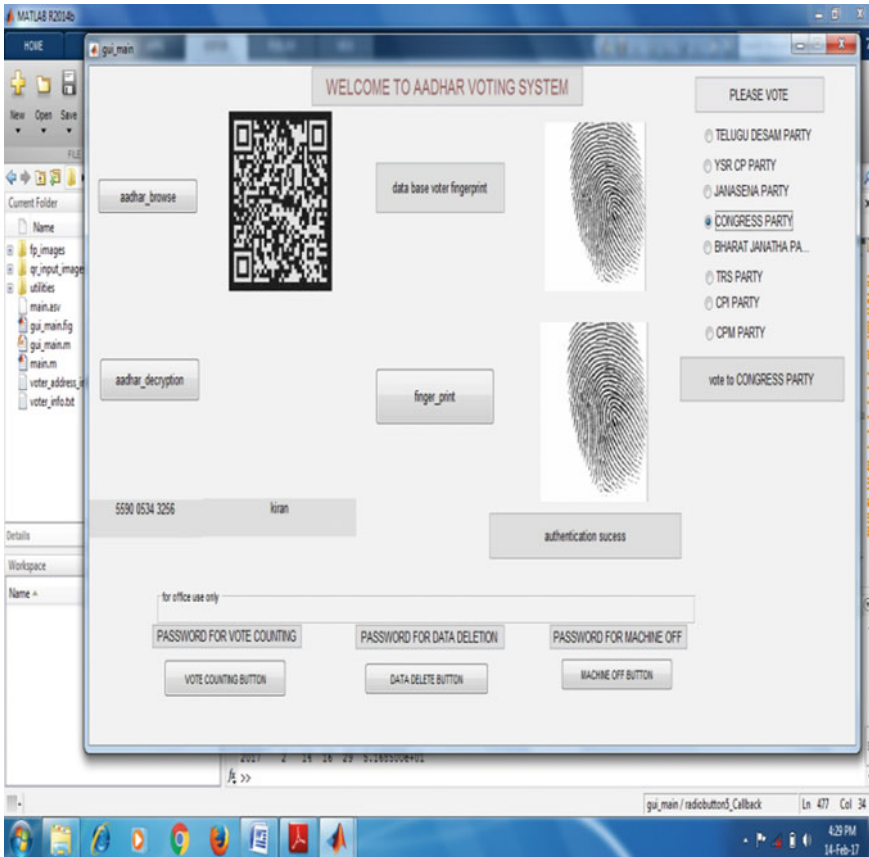 MATLAB R2014b
HOME
gui_main
New Open Save
FILE
Current Folder
Name
fp_images
qr_input_image
utilities
main.asv
gui_main.fig
gui_main.m
main.m
voter_address_i
voter_info.txt
Details
Workspace
Name
WELCOME TO AADHAR VOTING SYSTEM
aadhar_browse
data base voter fingerprint
aadhar_decryption
finger_print
5590 0534 3256 kiran
authentication sucess
PLEASE VOTE
TELUGU DESAM PARTY
YSR CP PARTY
JANASENA PARTY
CONGRESS PARTY
BHARAT JANATHA PA...
TRS PARTY
CPI PARTY
CPM PARTY
vote to CONGRESS PARTY
for office use only
PASSWORD FOR VOTE COUNTING PASSWORD FOR DATA DELETION PASSWORD FOR MACHINE OFF
VOTE COUNTING BUTTON DATA DELETE BUTTON MACHINE OFF BUTTON
fx >>
gui_main / radiobutton5_Callback Ln 477 Col 34
4:29 PM
14-Feb-17